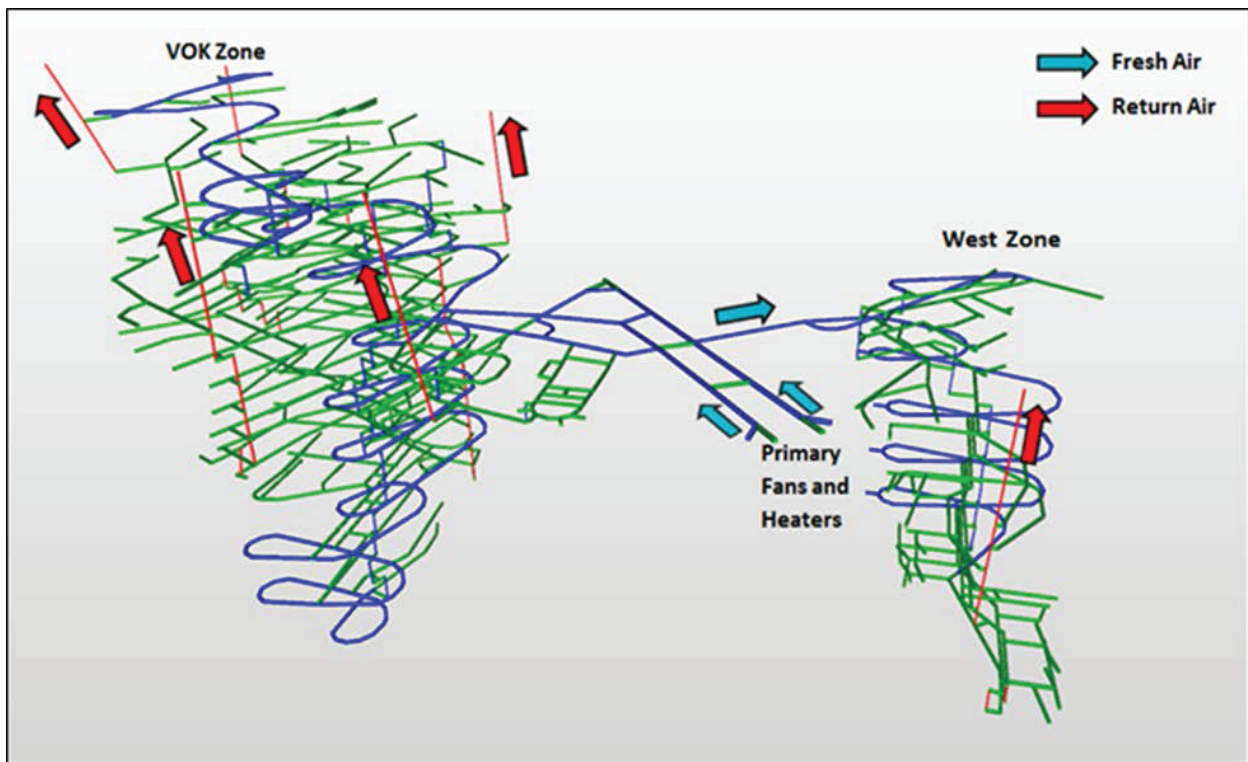 VOK Zone
Fresh Air
Return Air
West Zone
Primary
Fans and
Heaters